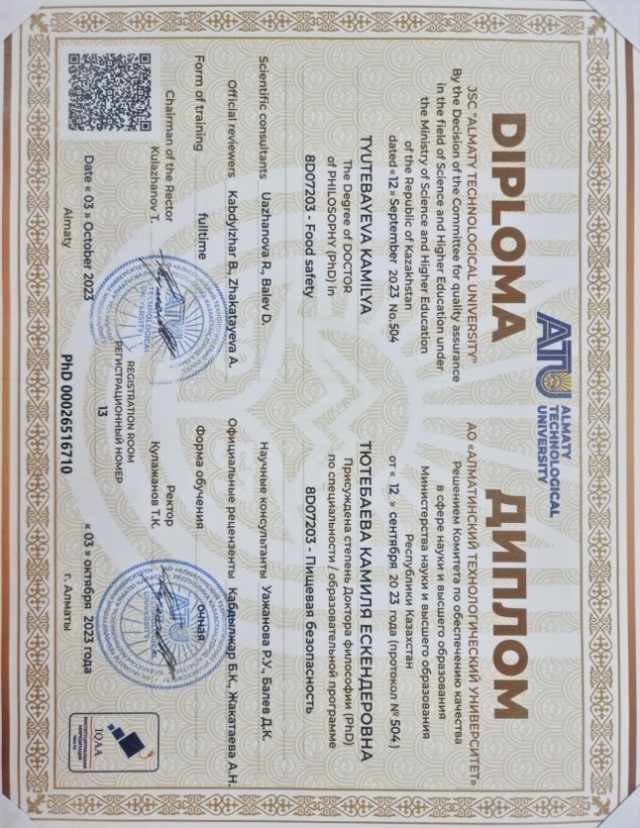 ATU
ALMATY
TECHNOLOGICAL
UNIVERSITY
DIPLOMA
JSC "ALMATY TECHNOLOGICAL UNIVERSITY"
By the Decision of the Committee for quality assurance
in the field of Science and Higher Education under
the Ministry of Science and Higher Education
of the Republic of Kazakhstan
dated «12» September 2023 No.504
TYUTEBAYEVA KAMILYA
The Degree of DOCTOR
of PHILOSOPHY (PhD) in
8D07203 - Food safety
Scientific consultants Uazhanova R., Balev D.
Official reviewers Kabdylzhar B., Zhakatayeva A.
Form of training fulltime
Chairman of the Rector
Kulazhanov T.
Date « 03 » October 2023
Almaty
ДИПЛОМ
АО «АЛМАТИНСКИЙ ТЕХНОЛОГИЧЕСКИЙ УНИВЕРСИТЕТ»
Решением Комитета по обеспечению качества
в сфере науки и высшего образования
Министерства науки и высшего образования
Республики Казахстан
от « 12 » сентября 20 23 года (протокол № 504)
ТЮТЕБАЕВА КАМИЛЯ ЕСКЕНДЕРОВНА
Присуждена степень Доктора философии (PhD)
по специальности / образовательной программе
8D07203 - Пищевая безопасность
Научные консультанты Уажанова Р.У., Балев Д.К.
Официальные рецензенты Кабдылжар Б.К., Жакатаева А.Н.
Форма обучения очная
Ректор
Кулажанов Т.К.
« 03 » октября 2023 года
г. Алматы
REGISTRATION ROOM
РЕГИСТРАЦИОННЫЙ НОМЕР
13
PhD 00026516710
IQAA